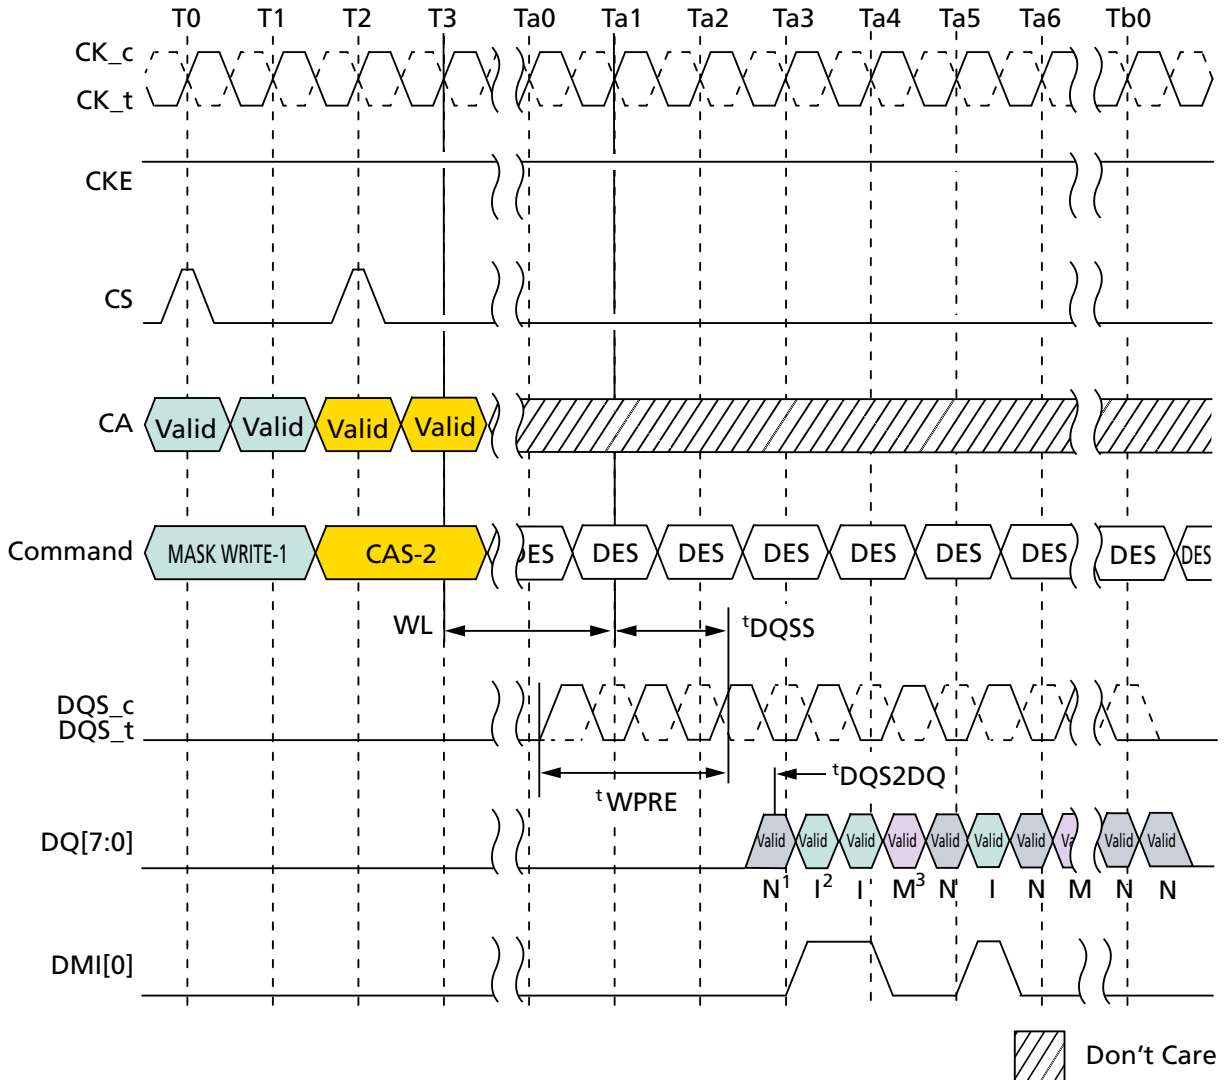 T0 T1 T2 T3 Ta0 Ta1 Ta2 Ta3 Ta4 Ta5 Ta6 Tb0
CK_c
CK_t
CKE
CS
CA Valid Valid Valid Valid
Command MASK WRITE-1 CAS-2 DES DES DES DES DES DES DES DES DES
WL tDQSS
DQS_c
DQS_t
tDQS2DQ
tWPRE
DQ[7:0] Valid Valid Valid Valid Valid Valid Valid Va Valid Valid
N1 I2 I M3 N I N M N N
DMI[0]
Don't Care